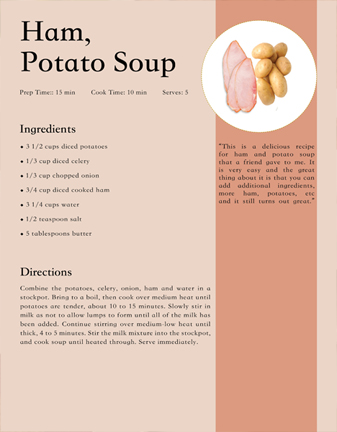 Ham,
Potato Soup
Prep Time:: 15 min Cook Time: 10 min Serves: 5
Ingredients
• 3 1/2 cups diced potatoes
• 1/3 cup diced celery
• 1/3 cup chopped onion
• 3/4 cup diced cooked ham
• 3 1/4 cups water
• 1/2 teaspoon salt
• 5 tablespoons butter
Directions
Combine the potatoes, celery, onion, ham and water in a
stockpot. Bring to a boil, then cook over medium heat until
potatoes are tender, about 10 to 15 minutes. Slowly stir in
milk as not to allow lumps to form until all of the milk has
been added. Continue stirring over medium-low heat until
thick, 4 to 5 minutes. Stir the milk mixture into the stockpot,
and cook soup until heated through. Serve immediately.
"This is a delicious recipe
for ham and potato soup
that a friend gave to me. It
is very easy and the great
thing about it is that you can
add additional ingredients,
more ham, potatoes, etc
and it still turns out great."